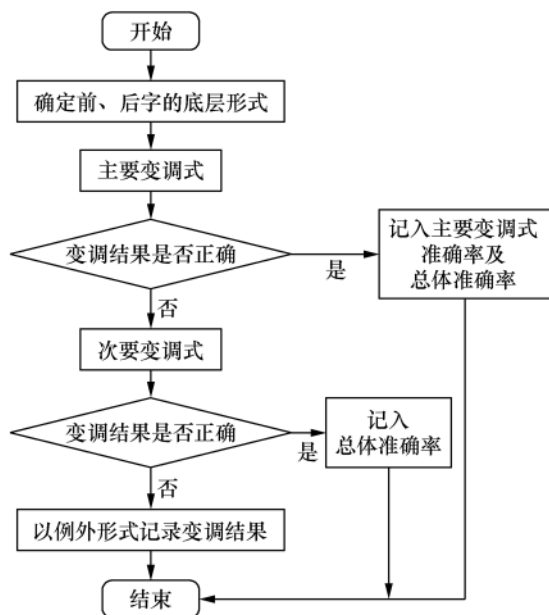 开始
确定前、后字的底层形式
主要变调式
变调结果是否正确
是
记入主要变调式
准确率及
总体准确率
否
次要变调式
变调结果是否正确
是
记入
总体准确率
否
以例外形式记录变调结果
结束